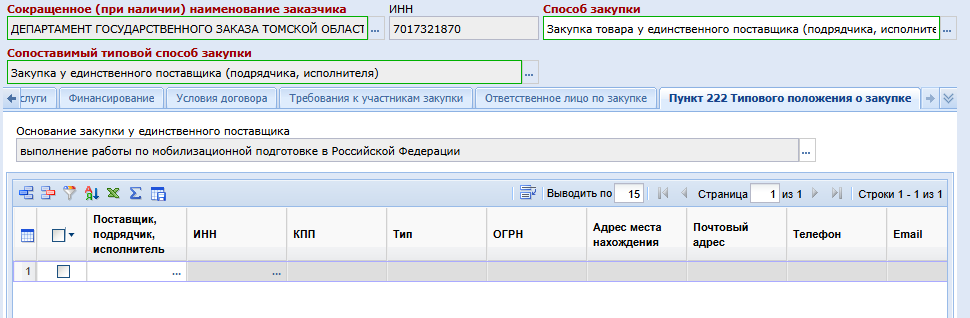 Сокращенное (при наличии) наименование заказчика ИНН Способ закупки
ДЕПАРТАМЕНТ ГОСУДАРСТВЕННОГО ЗАКАЗА ТОМСКОЙ ОБЛАСТ ... 7017321870 Закупка товара у единственного поставщика (подрядчика, исполните ...
Сопоставимый типовой способ закупки
Закупка у единственного поставщика (подрядчика, исполнителя) ...
слуги Финансирование Условия договора Требования к участникам закупки Ответственное лицо по закупке Пункт 222 Типового положения о закупке
Основание закупки у единственного поставщика
выполнение работы по мобилизационной подготовке в Российской Федерации ...
Выводить по 15 Страница 1 из 1 Строки 1 - 1 из 1
Поставщик, подрядчик, исполнитель ИНН КПП Тип ОГРН Адрес места нахождения Почтовый адрес Телефон Email
1 ... ...